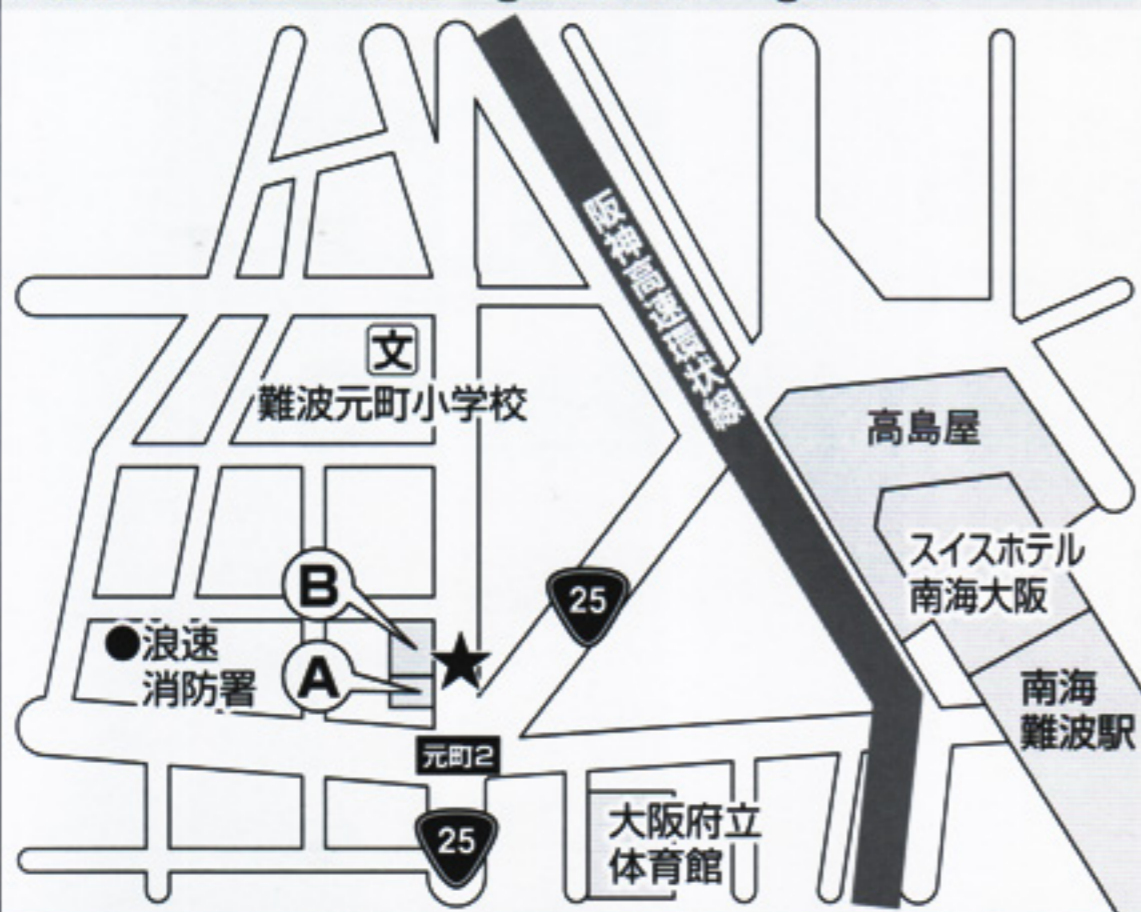 阪神高速環状線
文
難波元町小学校
高島屋
スイスホテル
南海大阪
B
25
浪速
消防署
A
南海
難波駅
元町2
大阪府立
体育館
25